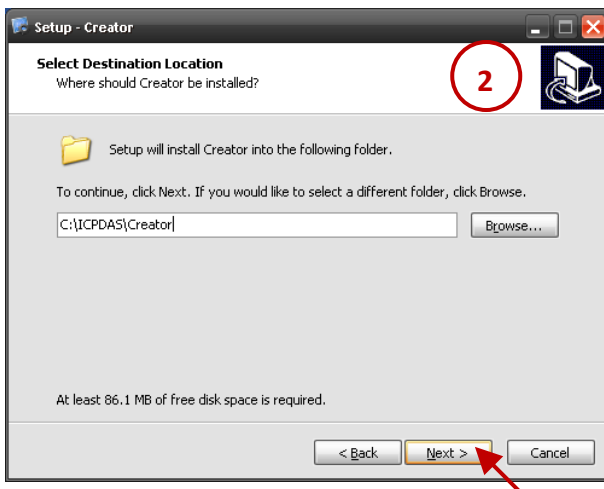 Setup - Creator
Select Destination Location
Where should Creator be installed?
2
Setup will install Creator into the following folder.
To continue, click Next. If you would like to select a different folder, click Browse.
C:\ICPDAS\Creator
Browse...
At least 86.1 MB of free disk space is required.
< Back
Next >
Cancel